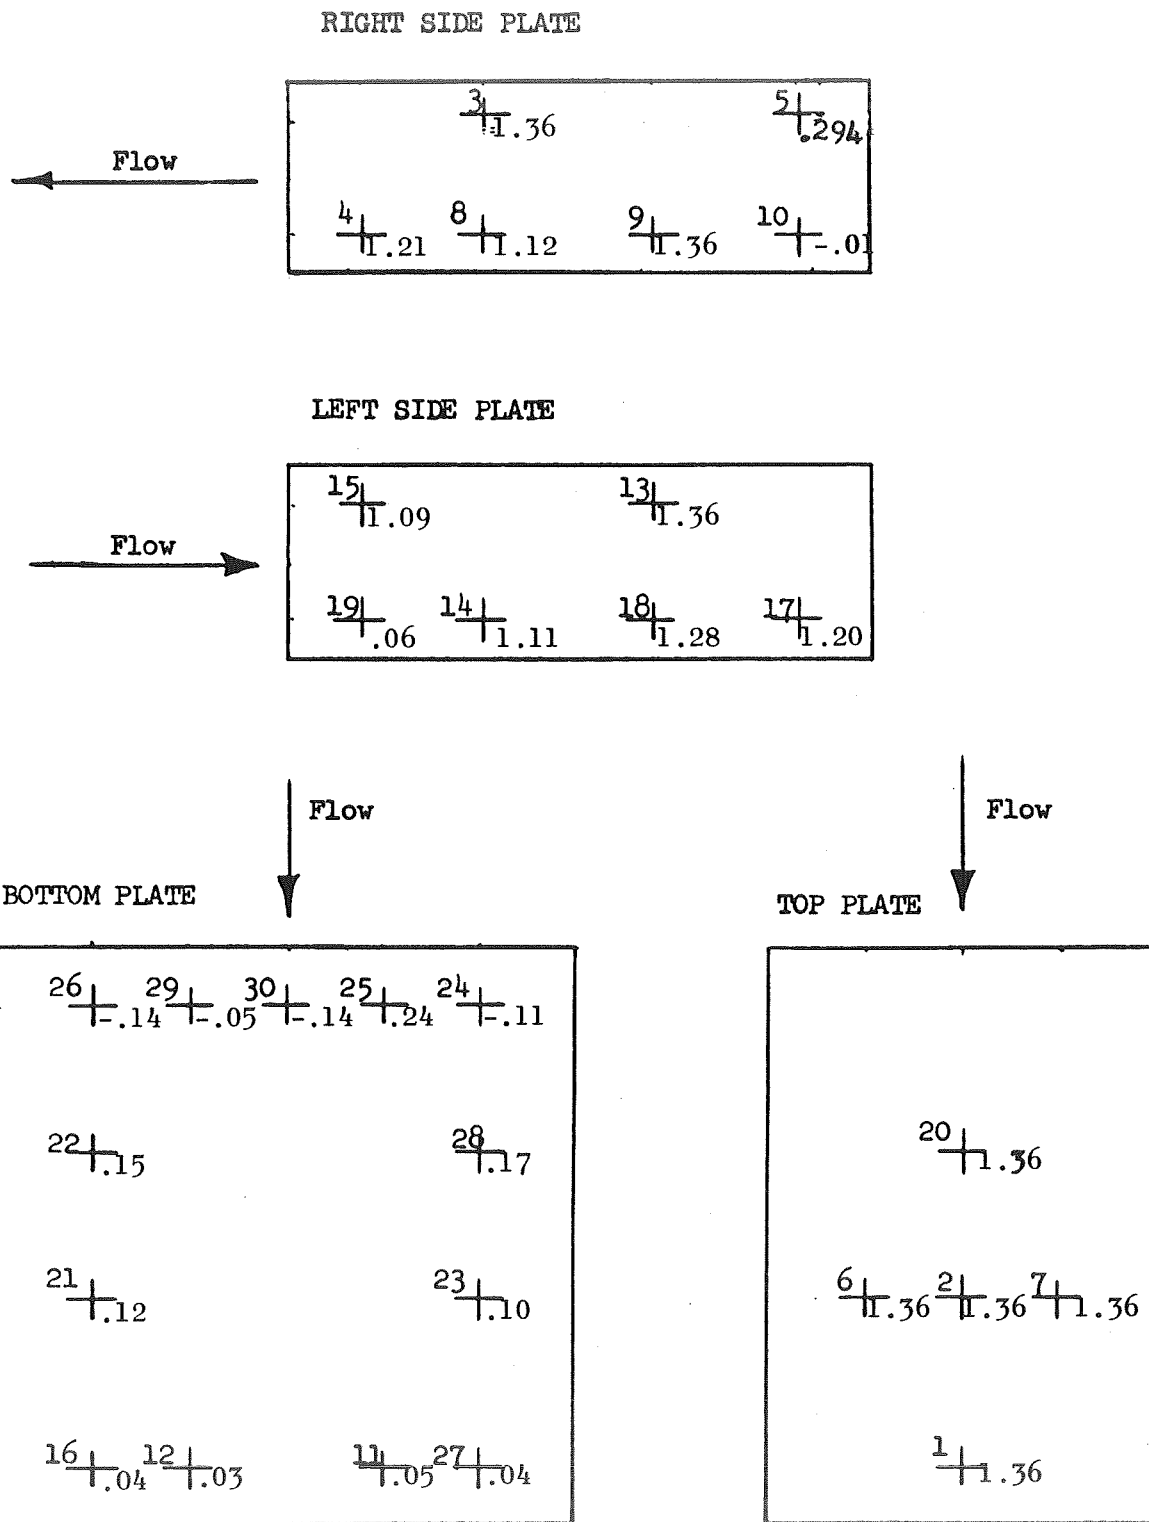 RIGHT SIDE PLATE
3 5
1.36 .294
Flow
4 8 9 10
1.21 1.12 1.36 -.01
LEFT SIDE PLATE
15 13
1.09 1.36
Flow
19 14 18 17
.06 1.11 1.28 1.20
Flow Flow
BOTTOM PLATE TOP PLATE
26 29 30 25 24
-.14 -.05 -.14 .24 -.11
22 28 20
.15 .17 1.36
21 23 6 2 7
.12 .10 1.36 1.36 1.36
16 12 11 27 1
.04 .03 .05 .04 1.36